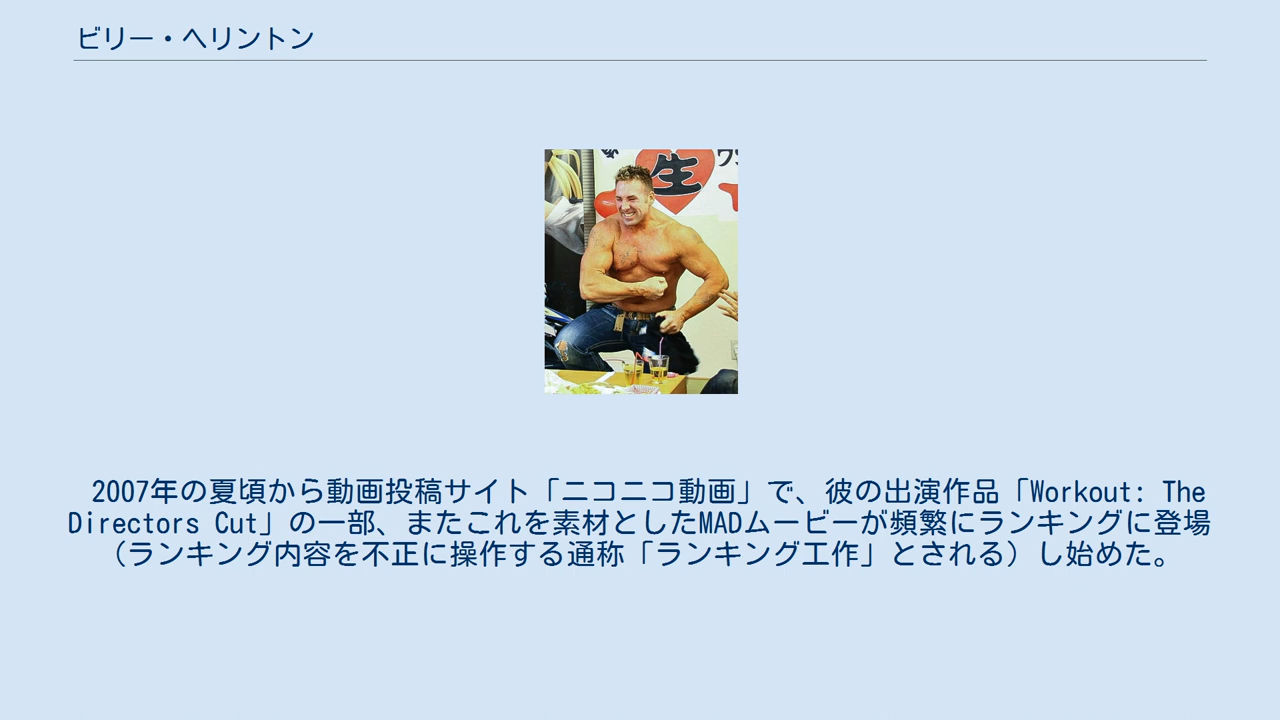 ビリー・ヘリントン
生
2007年の夏頃から動画投稿サイト「ニコニコ動画」で、彼の出演作品「Workout: The
Directors Cut」の一部、またこれを素材としたMADムービーが頻繁にランキングに登場
（ランキング内容を不正に操作する通称「ランキング工作」とされる）し始めた。